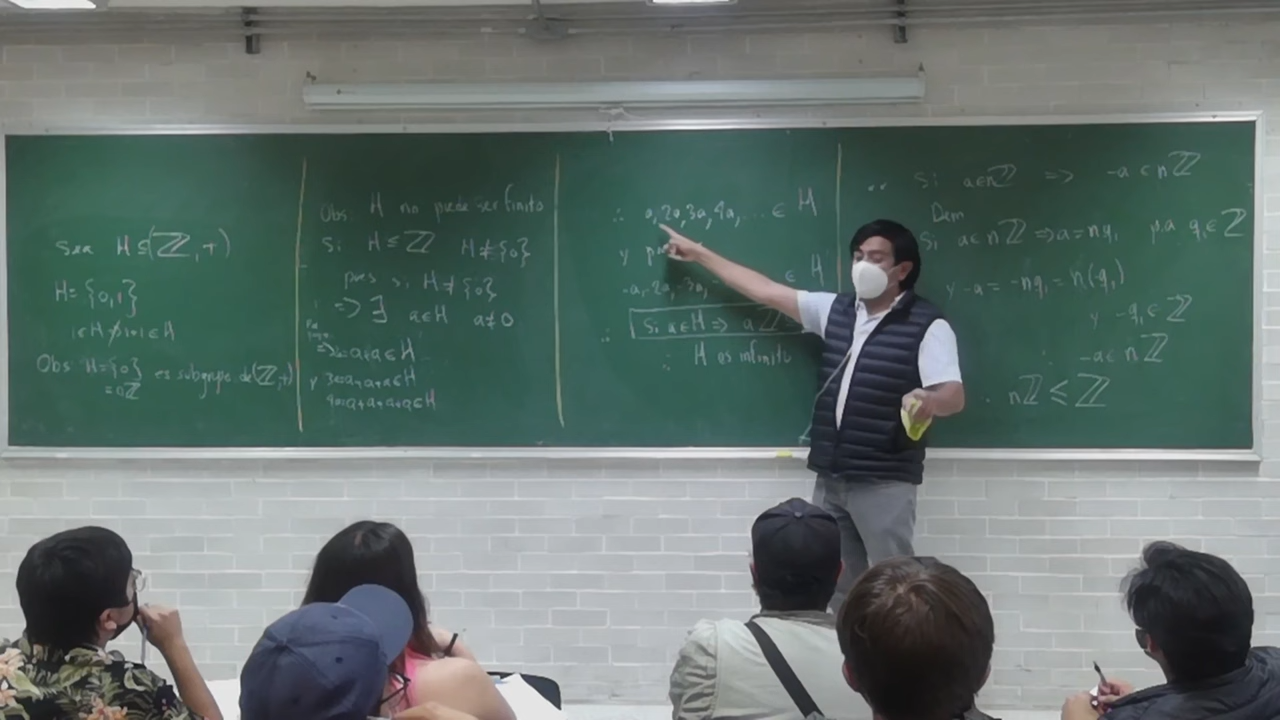 Sea H ≤ (ℤ, +)
H = {0,1}
1∈H ⇏ 1+1∈H
Obs H={0} es subgrupo de (ℤ,+)
=0ℤ
Obs. H no puede ser finito
Si H ≤ ℤ H≠{0}
pues si H≠{0}
=> ∃ a∈H a≠0
=> 2a=a+a∈H
y 3a=a+a+a∈H
4a=a+a+a+a∈H
∴ a, 2a, 3a, 4a, ... ∈ H
y
-a, -2a, -3a, ∈ H
∴ Si a∈H => aℤ
∴ H es infinito
Si a∈nℤ => -a∈nℤ
Dem
Si a∈nℤ => a=nq₁ p.a q₁∈ℤ
y -a = -nq₁ = n(-q₁)
y -q₁∈ℤ
∴ -a∈nℤ
∴ nℤ ≤ ℤ